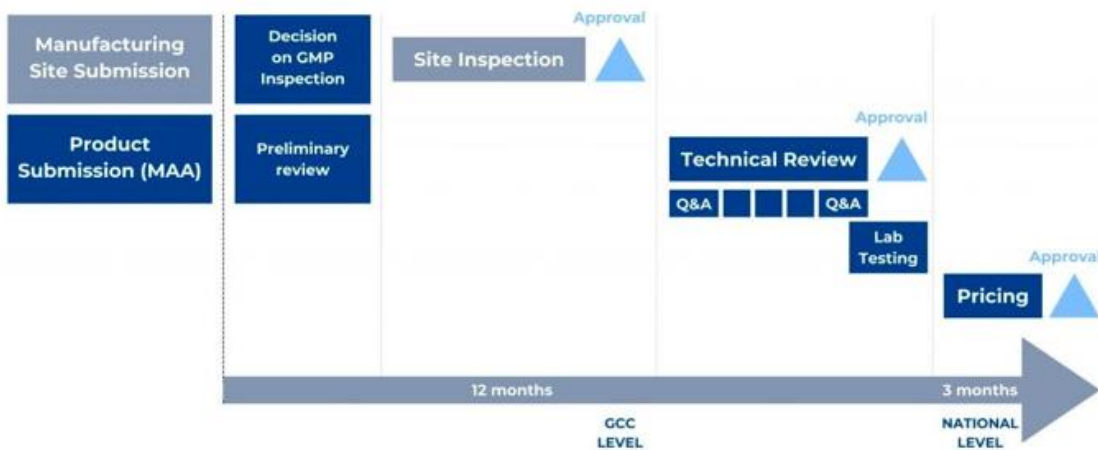 Manufacturing
Site Submission
Decision
on GMP
Inspection
Site Inspection
Approval
Product
Submission (MAA)
Preliminary
review
Technical Review
Approval
Q&A
Q&A
Lab
Testing
Pricing
Approval
12 months
3 months
GCC
LEVEL
NATIONAL
LEVEL